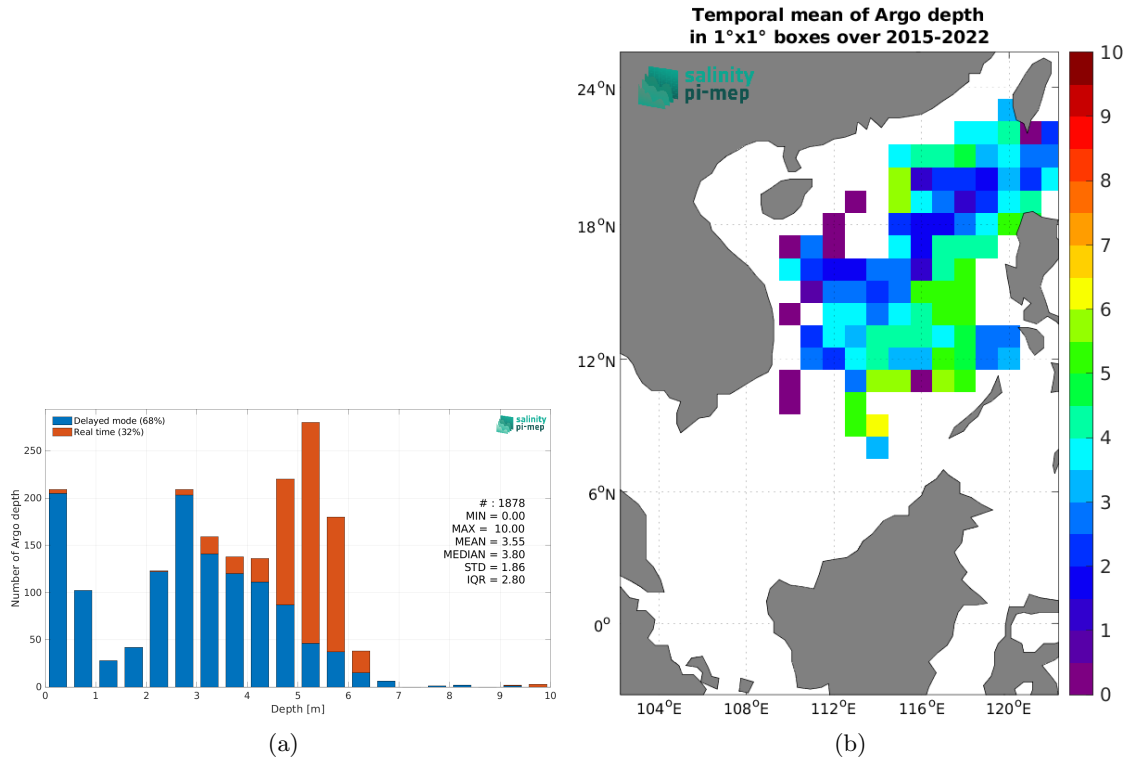 Temporal mean of Argo depth
in 1°x1° boxes over 2015-2022
salinity
pi-mep
24°N
18°N
12°N
6°N
0°
104°E
108°E
112°E
116°E
120°E
10
9
8
7
6
5
4
3
2
1
0
Delayed mode (68%)
Real time (32%)
salinity
pi-mep
# : 1878
MIN = 0.00
MAX = 10.00
MEAN = 3.55
MEDIAN = 3.80
STD = 1.86
IQR = 2.80
Number of Argo depth
250
200
150
100
50
0
0 1 2 3 4 5 6 7 8 9 10
Depth [m]
(a)
(b)